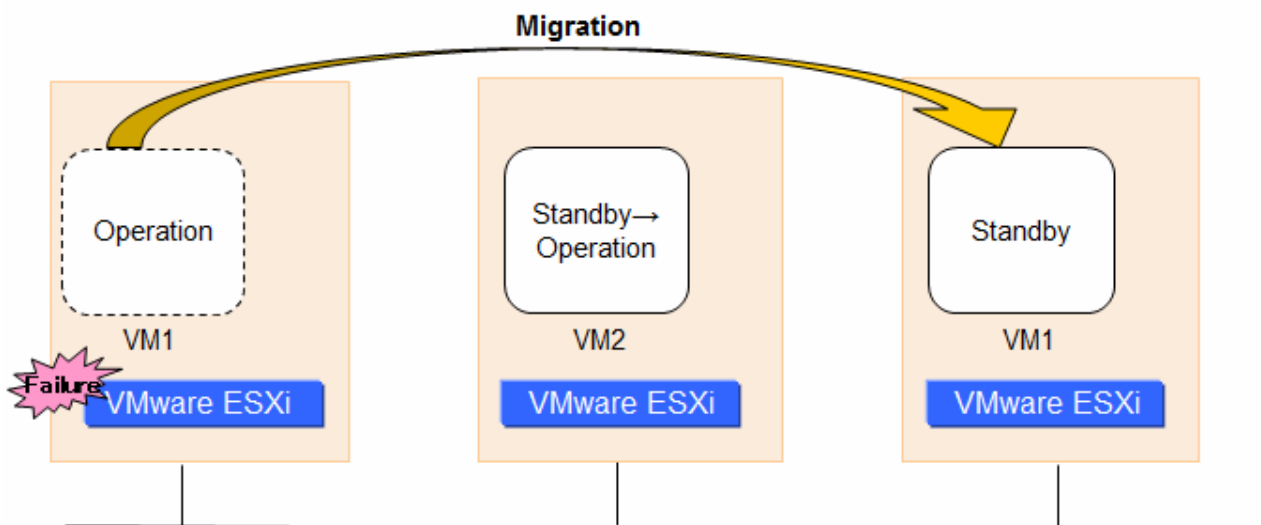 Migration
Operation
Standby→
Operation
Standby
VM1
VM2
VM1
Failure
VMware ESXi
VMware ESXi
VMware ESXi